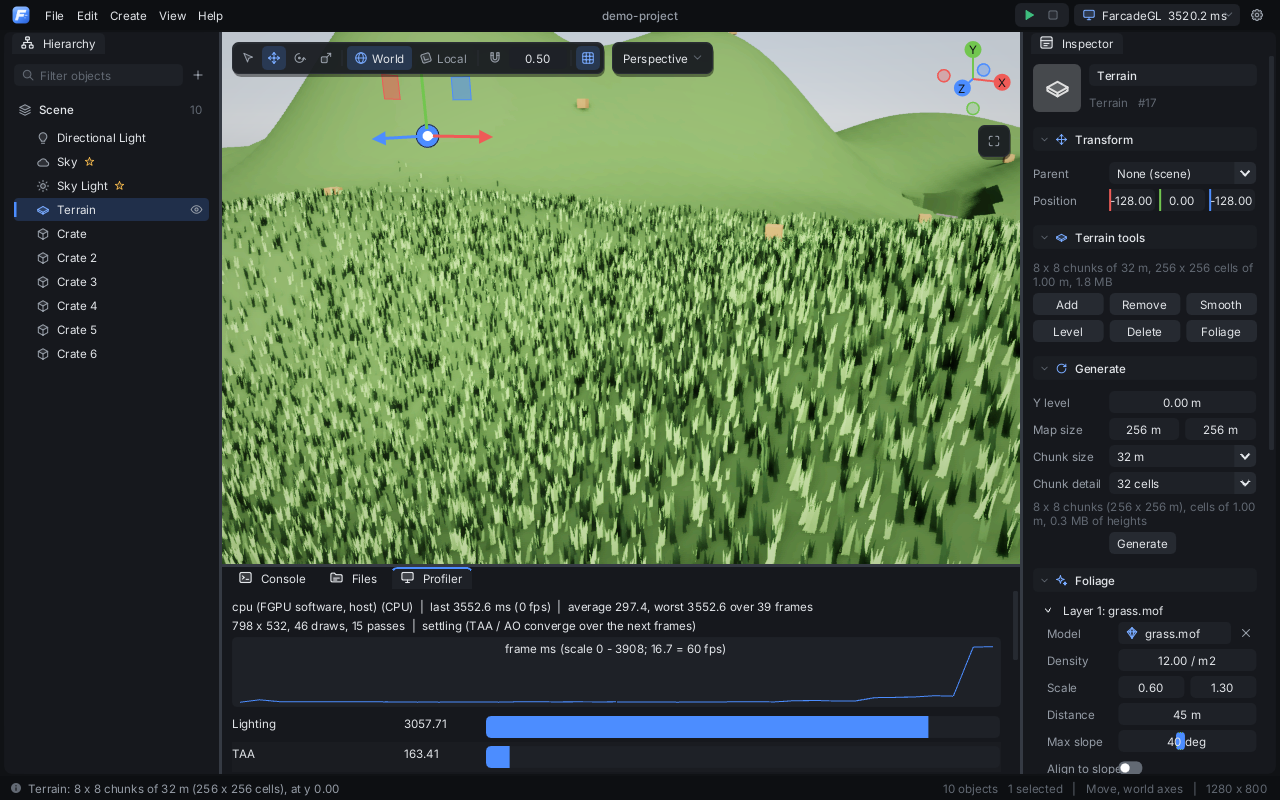 File Edit Create View Help
demo-project
FarcadeGL 3520.2 ms
Hierarchy
Filter objects
Scene 10
Directional Light
Sky
Sky Light
Terrain
Crate
Crate 2
Crate 3
Crate 4
Crate 5
Crate 6
World Local 0.50 Perspective
Y
X
Z
Console Files Profiler
cpu (FGPU software, host) (CPU) | last 3552.6 ms (0 fps) | average 297.4, worst 3552.6 over 39 frames
798 x 532, 46 draws, 15 passes | settling (TAA / AO converge over the next frames)
frame ms (scale 0 - 3908; 16.7 = 60 fps)
Lighting 3057.71
TAA 163.41
Inspector
Terrain
Terrain #17
Transform
Parent None (scene)
Position -128.00 0.00 -128.00
Terrain tools
8 x 8 chunks of 32 m, 256 x 256 cells of
1.00 m, 1.8 MB
Add Remove Smooth
Level Delete Foliage
Generate
Y level 0.00 m
Map size 256 m 256 m
Chunk size 32 m
Chunk detail 32 cells
8 x 8 chunks (256 x 256 m), cells of 1.00
m, 0.3 MB of heights
Generate
Foliage
Layer 1: grass.mof
Model grass.mof
Density 12.00 / m2
Scale 0.60 1.30
Distance 45 m
Max slope 40 deg
Align to slope
Terrain: 8 x 8 chunks of 32 m (256 x 256 cells), at y 0.00
10 objects 1 selected | Move, world axes | 1280 x 800